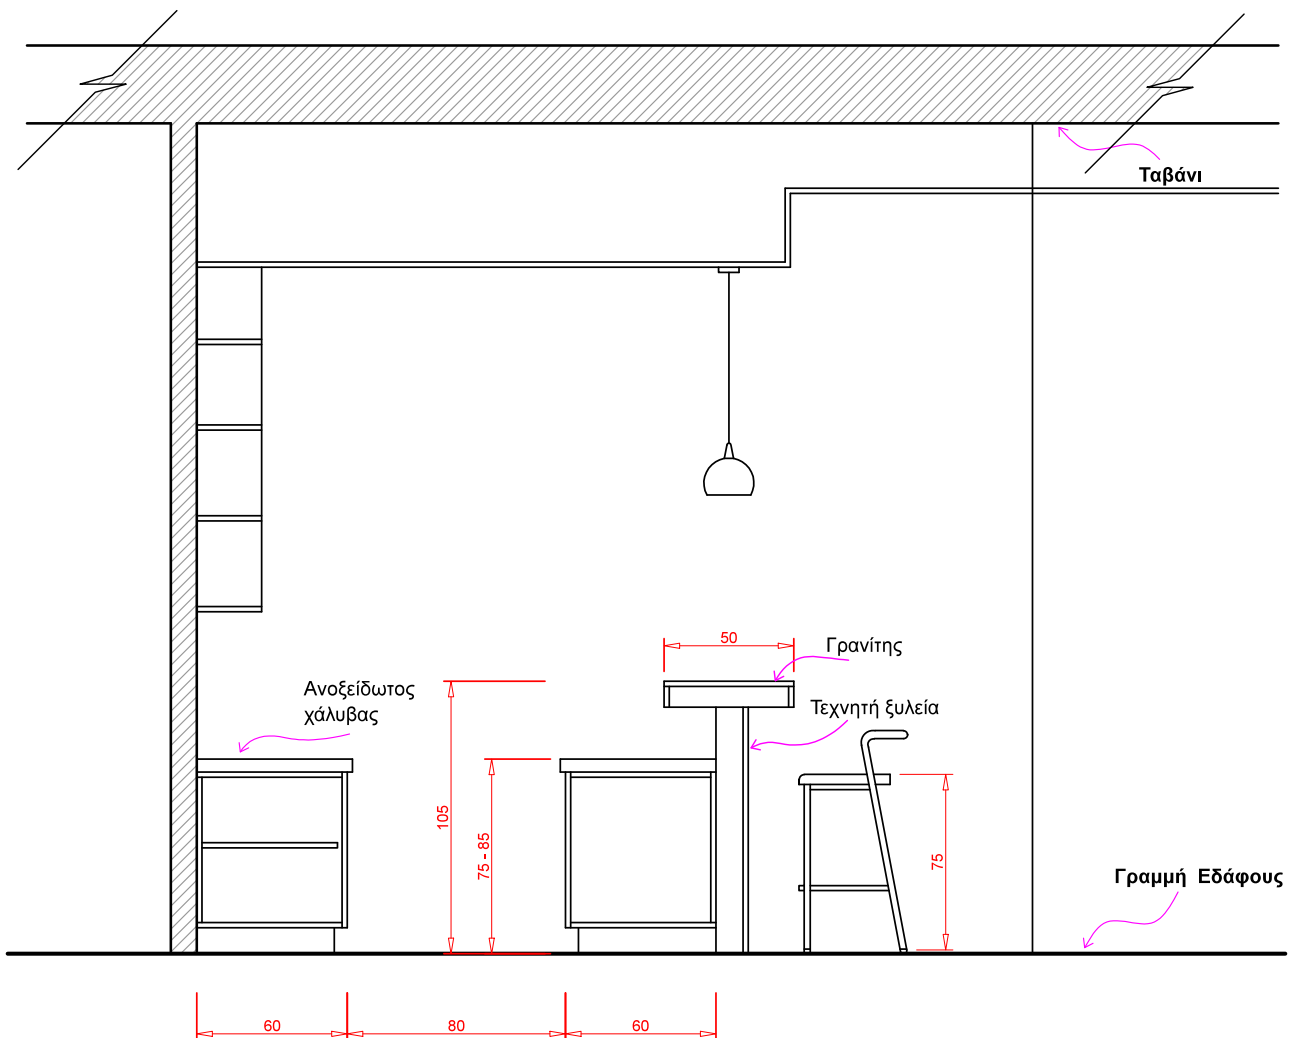 Ταβάνι
50
Γρανίτης
Ανοξείδωτος
χάλυβας
Τεχνητή ξυλεία
105
75 - 85
75
Γραμμή Εδάφους
60
80
60